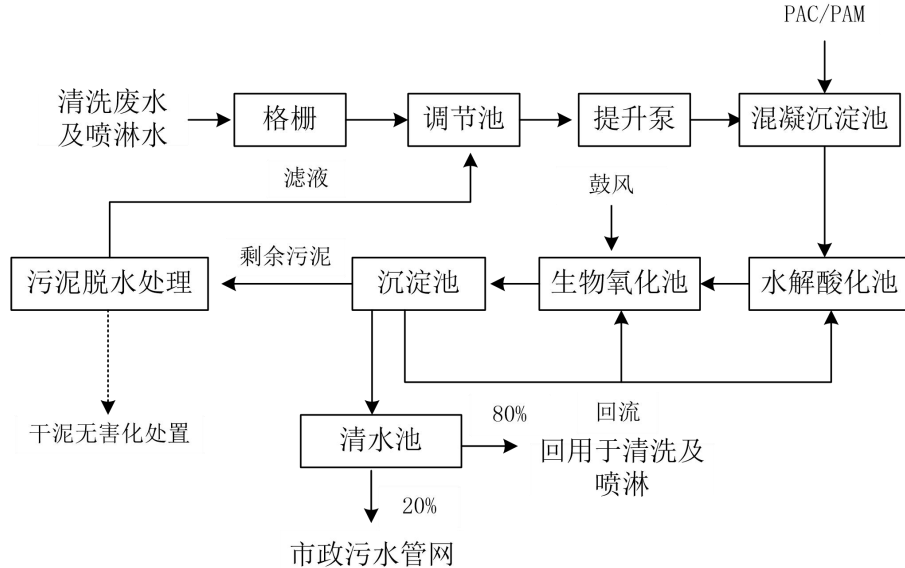 PAC/PAM
清洗废水
及喷淋水
格栅
调节池
提升泵
混凝沉淀池
滤液
鼓风
剩余污泥
污泥脱水处理
沉淀池
生物氧化池
水解酸化池
干泥无害化处置
清水池
80%
回流
回用于清洗及
喷淋
20%
市政污水管网